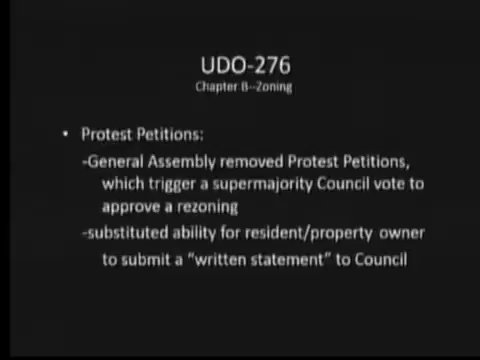 UDO-276
Chapter B--Zoning
• Protest Petitions:
-General Assembly removed Protest Petitions,
which trigger a supermajority Council vote to
approve a rezoning
-substituted ability for resident/property owner
to submit a “written statement” to Council